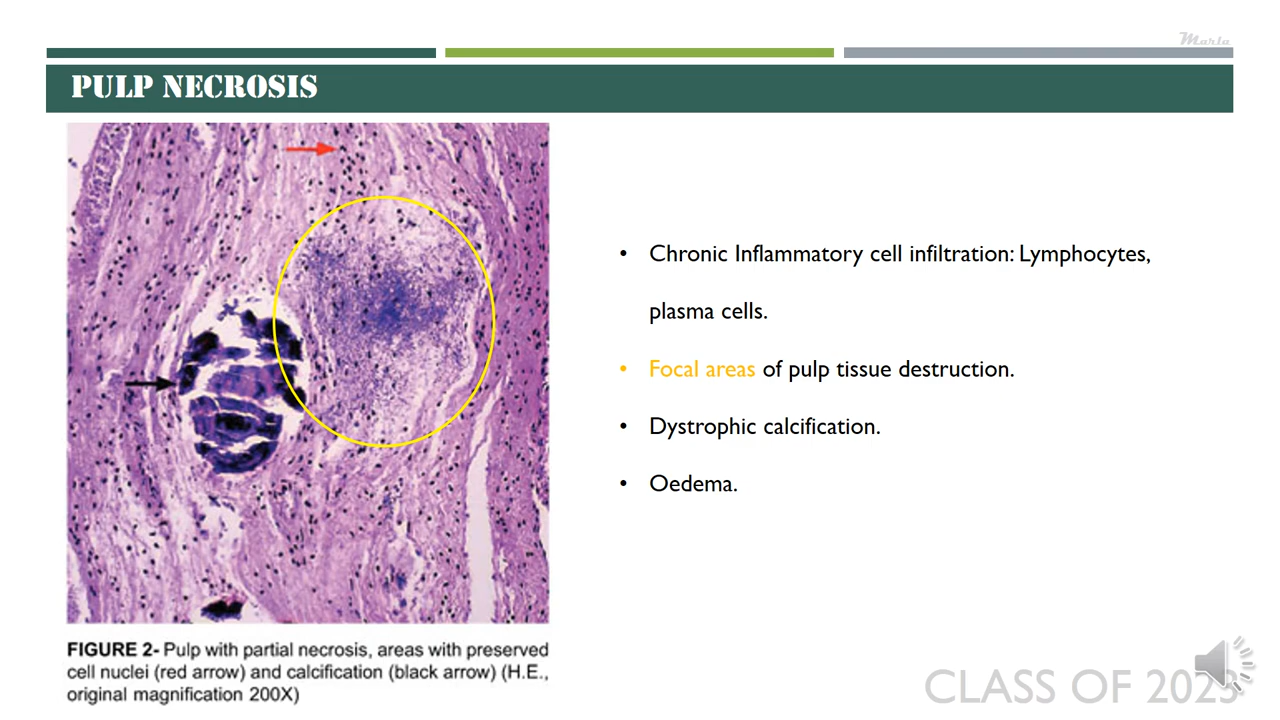 Marla
PULP NECROSIS
• Chronic Inflammatory cell infiltration: Lymphocytes,
plasma cells.
• Focal areas of pulp tissue destruction.
• Dystrophic calcification.
• Oedema.
FIGURE 2- Pulp with partial necrosis, areas with preserved
cell nuclei (red arrow) and calcification (black arrow) (H.E.,
original magnification 200X)
CLASS OF 2023